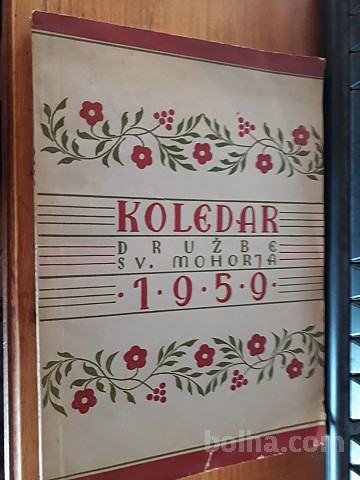 KOLEDAR
DRUŽBE
SV. MOHORJA
·1·9·5·9·
bolha.com